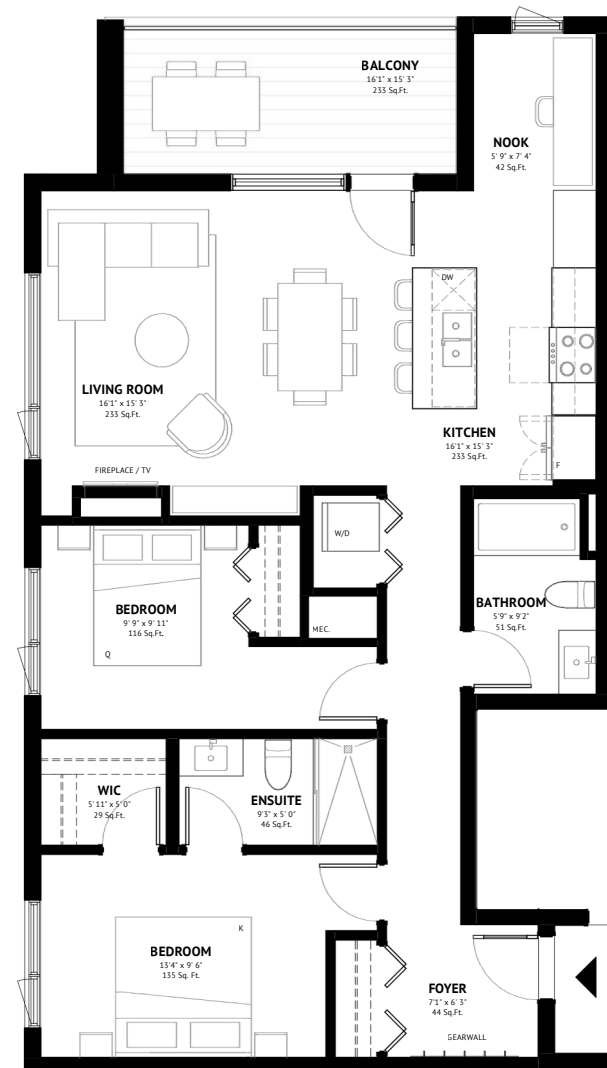 BALCONY
16'1" x 15' 3"
233 Sq.Ft.
NOOK
5' 9" x 7' 4"
42 Sq.Ft.
DW
LIVING ROOM
16'1" x 15' 3"
233 Sq.Ft.
KITCHEN
16'1" x 15' 3"
233 Sq.Ft.
F
FIREPLACE / TV
W/D
BEDROOM
9' 9" x 9' 11"
116 Sq.Ft.
Q
MEC.
BATHROOM
5'9" x 9'2"
51 Sq.Ft.
WIC
5' 11" x 5' 0"
29 Sq.Ft.
ENSUITE
9'3" x 5' 0"
46 Sq.Ft.
K
BEDROOM
13'4" x 9' 6"
135 Sq. Ft.
FOYER
7'1" x 6' 3"
44 Sq.Ft.
GEARWALL